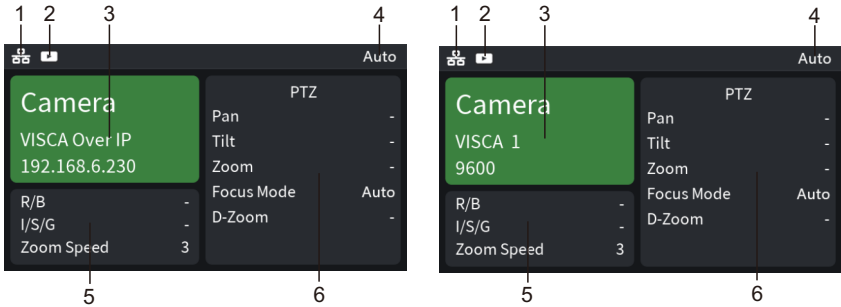 1 2 3 4
Auto
Camera
VISCA Over IP
192.168.6.230
R/B -
I/S/G -
Zoom Speed 3
PTZ
Pan -
Tilt -
Zoom -
Focus Mode Auto
D-Zoom -
5 6
1 2 3 4
Auto
Camera
VISCA 1
9600
R/B -
I/S/G -
Zoom Speed 3
PTZ
Pan -
Tilt -
Zoom -
Focus Mode Auto
D-Zoom -
5 6